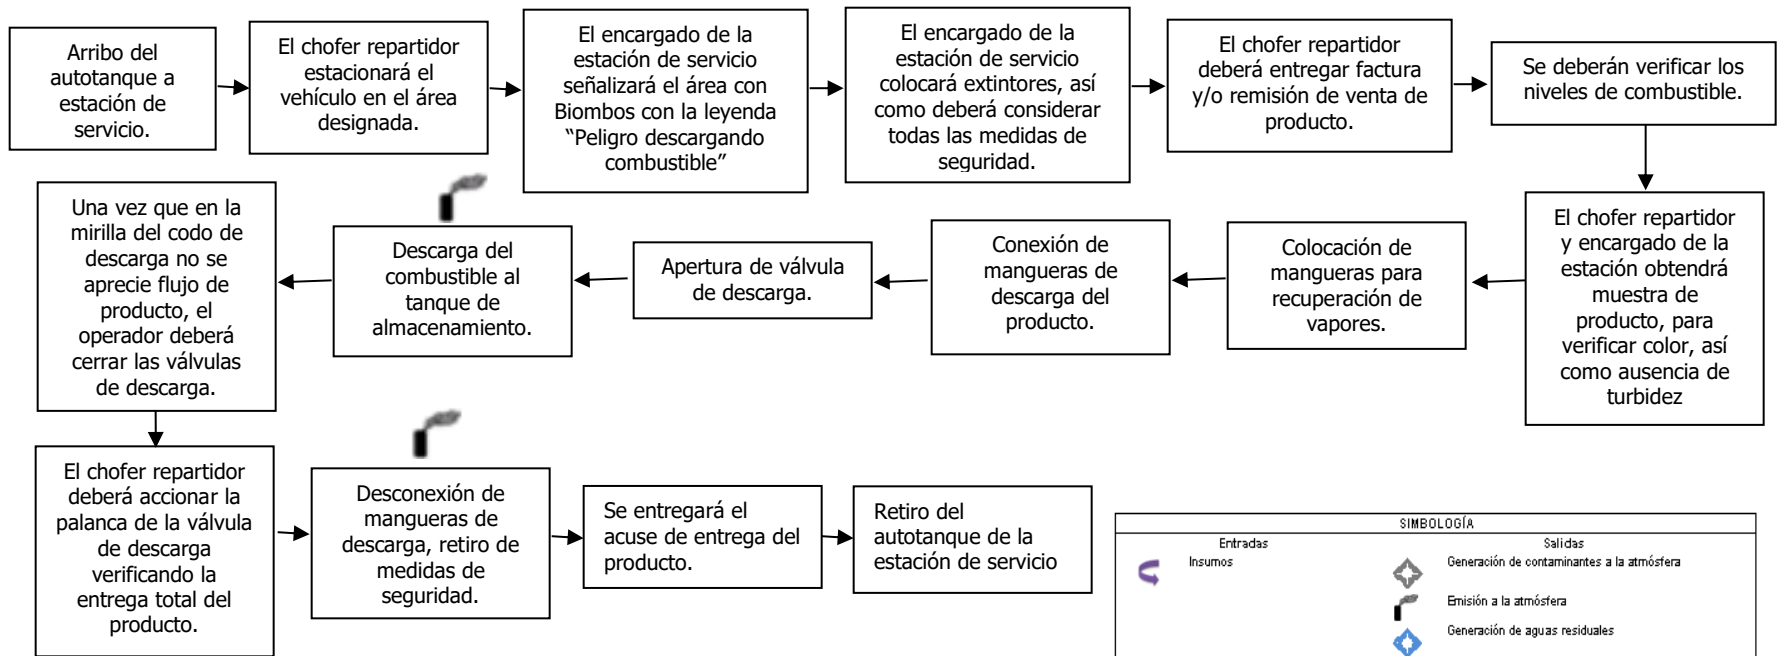 Arribo del
autotanque a
estación de
servicio.
El chofer repartidor
estacionará el
vehículo en el área
designada.
El encargado de la
estación de servicio
señalizará el área con
Biombos con la leyenda
“Peligro descargando
combustible”
El encargado de la
estación de servicio
colocará extintores, así
como deberá considerar
todas las medidas de
seguridad.
El chofer repartidor
deberá entregar factura
y/o remisión de venta de
producto.
Se deberán verificar los
niveles de combustible.
El chofer repartidor
y encargado de la
estación obtendrá
muestra de
producto, para
verificar color, así
como ausencia de
turbidez
Colocación de
mangueras para
recuperación de
vapores.
Conexión de
mangueras de
descarga del
producto.
Apertura de válvula
de descarga.
Descarga del
combustible al
tanque de
almacenamiento.
Una vez que en la
mirilla del codo de
descarga no se
aprecie flujo de
producto, el
operador deberá
cerrar las válvulas
de descarga.
El chofer repartidor
deberá accionar la
palanca de la válvula
de descarga
verificando la
entrega total del
producto.
Desconexión de
mangueras de
descarga, retiro de
medidas de
seguridad.
Se entregará el
acuse de entrega del
producto.
Retiro del
autotanque de la
estación de servicio
SIMBOLOGÍA
Entradas
Insumos
Salidas
Generación de contaminantes a la atmósfera
Emisión a la atmósfera
Generación de aguas residuales